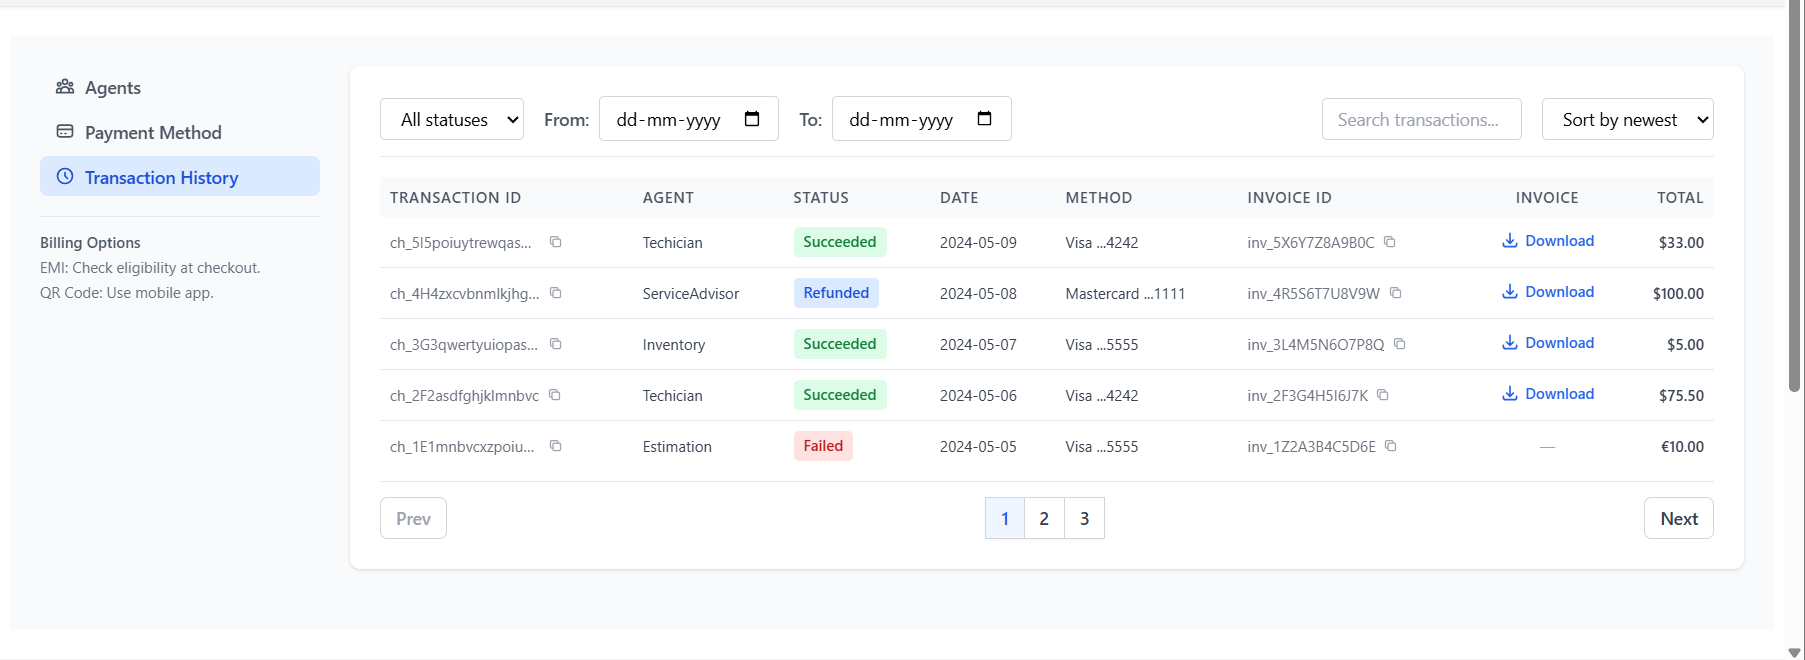 Agents
Payment Method
Transaction History
Billing Options
EMI: Check eligibility at checkout.
QR Code: Use mobile app.
All statuses From: dd-mm-yyyy To: dd-mm-yyyy Search transactions... Sort by newest
TRANSACTION ID AGENT STATUS DATE METHOD INVOICE ID INVOICE TOTAL
ch_5I5poiuytrewqas... Techician Succeeded 2024-05-09 Visa ...4242 inv_5X6Y7Z8A9B0C Download $33.00
ch_4H4zxcvbnmlkjhg... ServiceAdvisor Refunded 2024-05-08 Mastercard ...1111 inv_4R5S6T7U8V9W Download $100.00
ch_3G3qwertyuiopas... Inventory Succeeded 2024-05-07 Visa ...5555 inv_3L4M5N6O7P8Q Download $5.00
ch_2F2asdfghjklmnbvc Techician Succeeded 2024-05-06 Visa ...4242 inv_2F3G4H5I6J7K Download $75.50
ch_1E1mnbvcxzpoiu... Estimation Failed 2024-05-05 Visa ...5555 inv_1Z2A3B4C5D6E — €10.00
Prev 1 2 3 Next